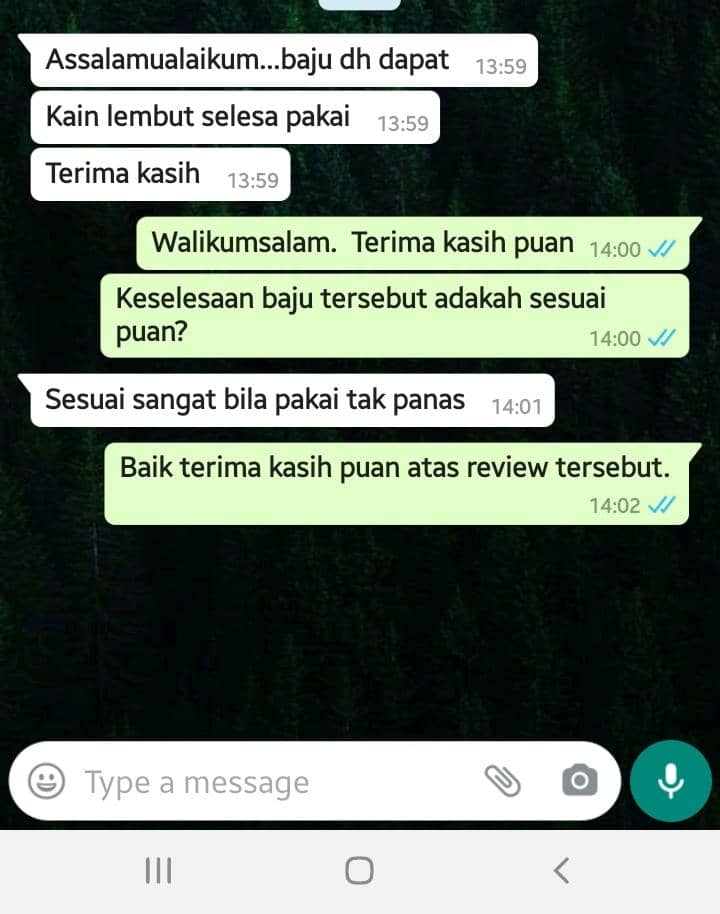 Assalamualaikum...baju dh dapat 13:59
Kain lembut selesa pakai 13:59
Terima kasih 13:59
Walikumsalam. Terima kasih puan 14:00
Keselesaan baju tersebut adakah sesuai
puan? 14:00
Sesuai sangat bila pakai tak panas 14:01
Baik terima kasih puan atas review tersebut.
14:02
Type a message